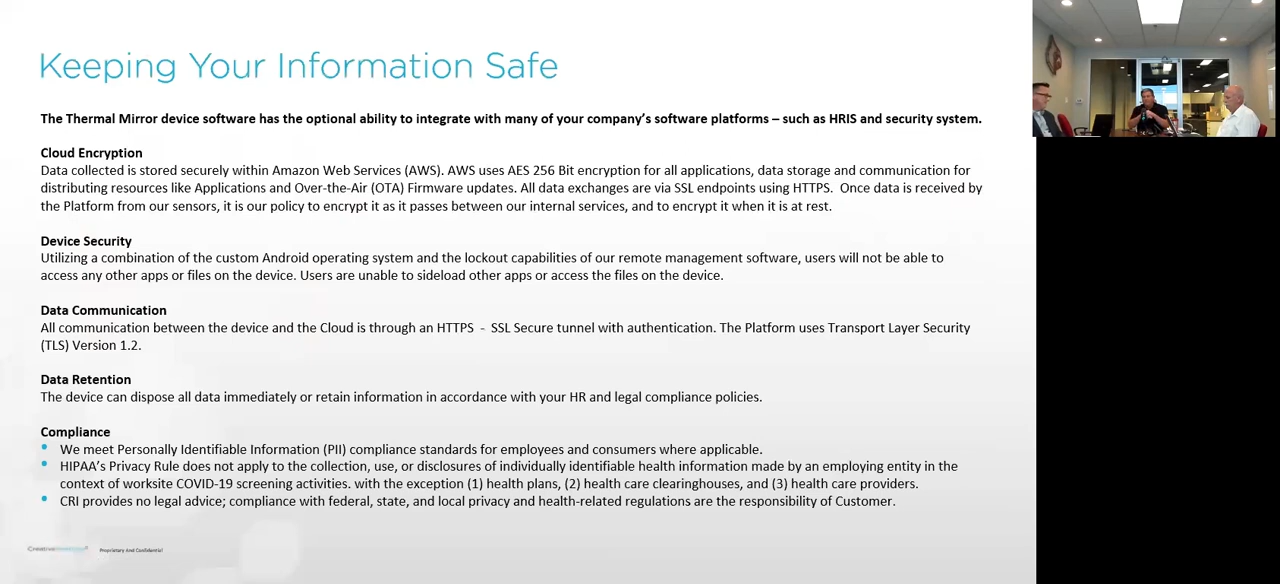 Keeping Your Information Safe
The Thermal Mirror device software has the optional ability to integrate with many of your company's software platforms – such as HRIS and security system.
Cloud Encryption
Data collected is stored securely within Amazon Web Services (AWS). AWS uses AES 256 Bit encryption for all applications, data storage and communication for
distributing resources like Applications and Over-the-Air (OTA) Firmware updates. All data exchanges are via SSL endpoints using HTTPS.  Once data is received by
the Platform from our sensors, it is our policy to encrypt it as it passes between our internal services, and to encrypt it when it is at rest.
Device Security
Utilizing a combination of the custom Android operating system and the lockout capabilities of our remote management software, users will not be able to
access any other apps or files on the device. Users are unable to sideload other apps or access the files on the device.
Data Communication
All communication between the device and the Cloud is through an HTTPS  -  SSL Secure tunnel with authentication. The Platform uses Transport Layer Security
(TLS) Version 1.2.
Data Retention
The device can dispose all data immediately or retain information in accordance with your HR and legal compliance policies.
Compliance
• We meet Personally Identifiable Information (PII) compliance standards for employees and consumers where applicable.
• HIPAA's Privacy Rule does not apply to the collection, use, or disclosures of individually identifiable health information made by an employing entity in the
context of worksite COVID-19 screening activities. with the exception (1) health plans, (2) health care clearinghouses, and (3) health care providers.
• CRI provides no legal advice; compliance with federal, state, and local privacy and health-related regulations are the responsibility of Customer.
Proprietary And Confidential